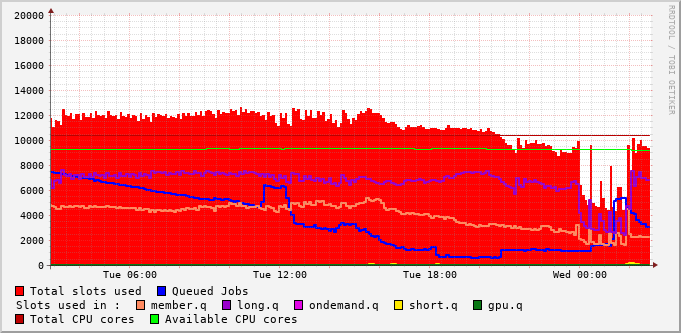 20000
18000
16000
14000
12000
10000
8000
6000
4000
2000
0
Tue 06:00 Tue 12:00 Tue 18:00 Wed 00:00
Total slots used Queued Jobs
Slots used in : member.q long.q ondemand.q short.q gpu.q
Total CPU cores Available CPU cores
RRDTOOL / TOBI OETIKER